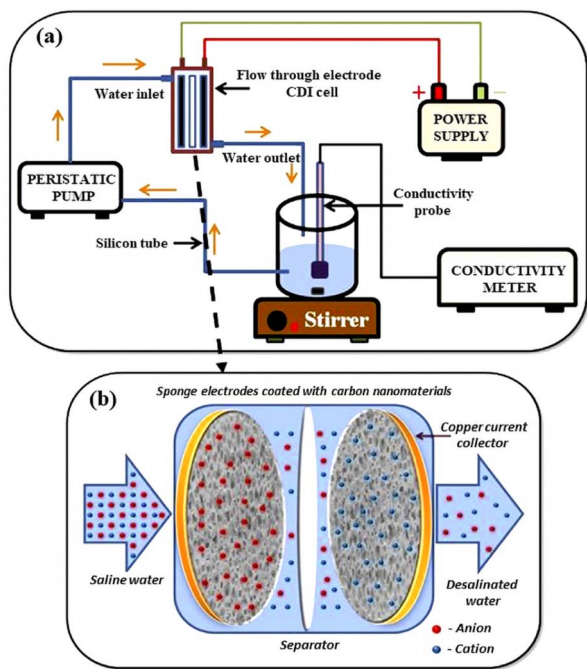 (a)
Water inlet
Flow through electrode
CDI cell
+
−
POWER
SUPPLY
Water outlet
PERISTATIC
PUMP
Conductivity
probe
Silicon tube
CONDUCTIVITY
METER
Stirrer
(b)
Sponge electrodes coated with carbon nanomaterials
Copper current
collector
Saline water
Desalinated
water
Separator
- Anion
- Cation